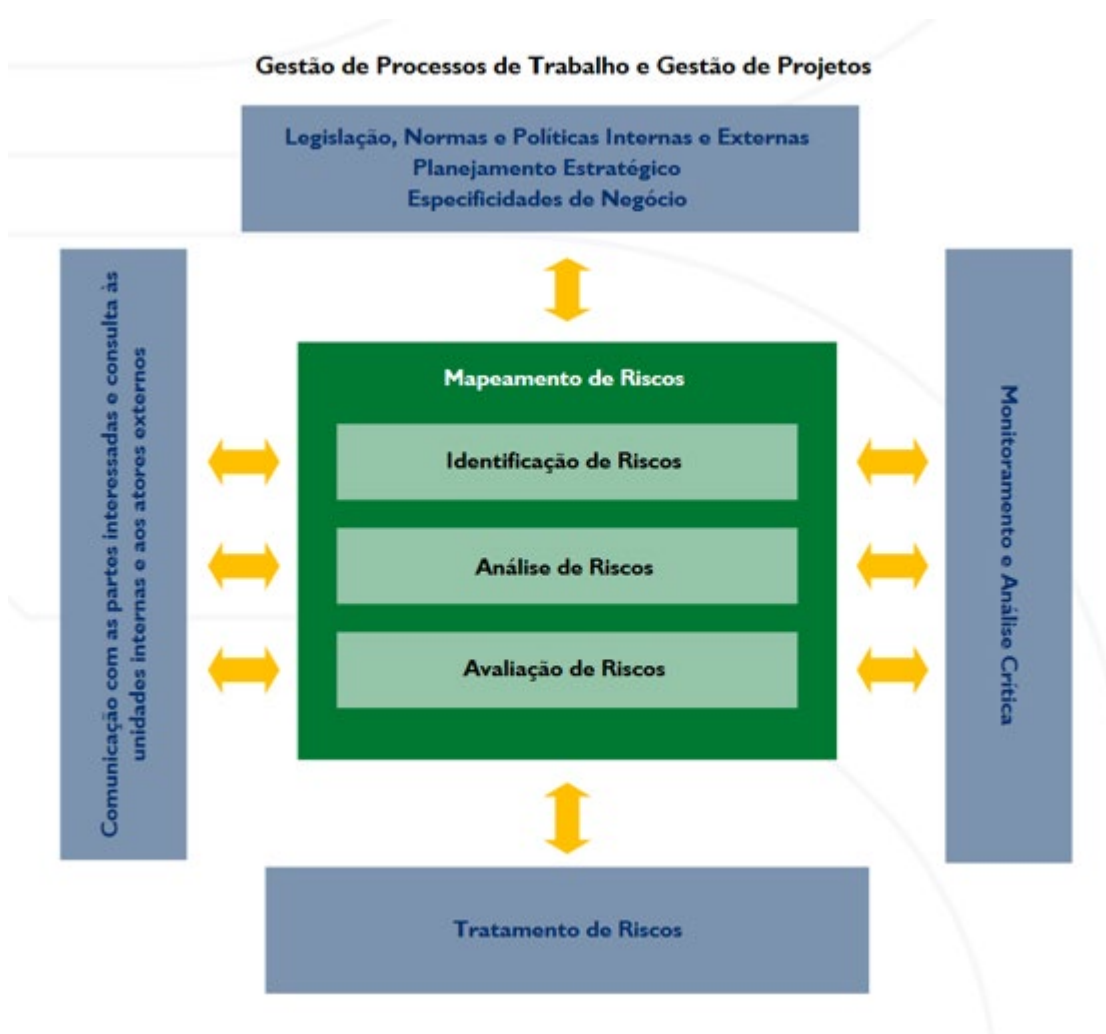 Gestão de Processos de Trabalho e Gestão de Projetos
Legislação, Normas e Políticas Internas e Externas
Planejamento Estratégico
Especificidades de Negócio
Comunicação com as partes interessadas e consulta às
unidades internas e aos atores externos
Mapeamento de Riscos
Identificação de Riscos
Análise de Riscos
Avaliação de Riscos
Monitoramento e Análise Crítica
Tratamento de Riscos